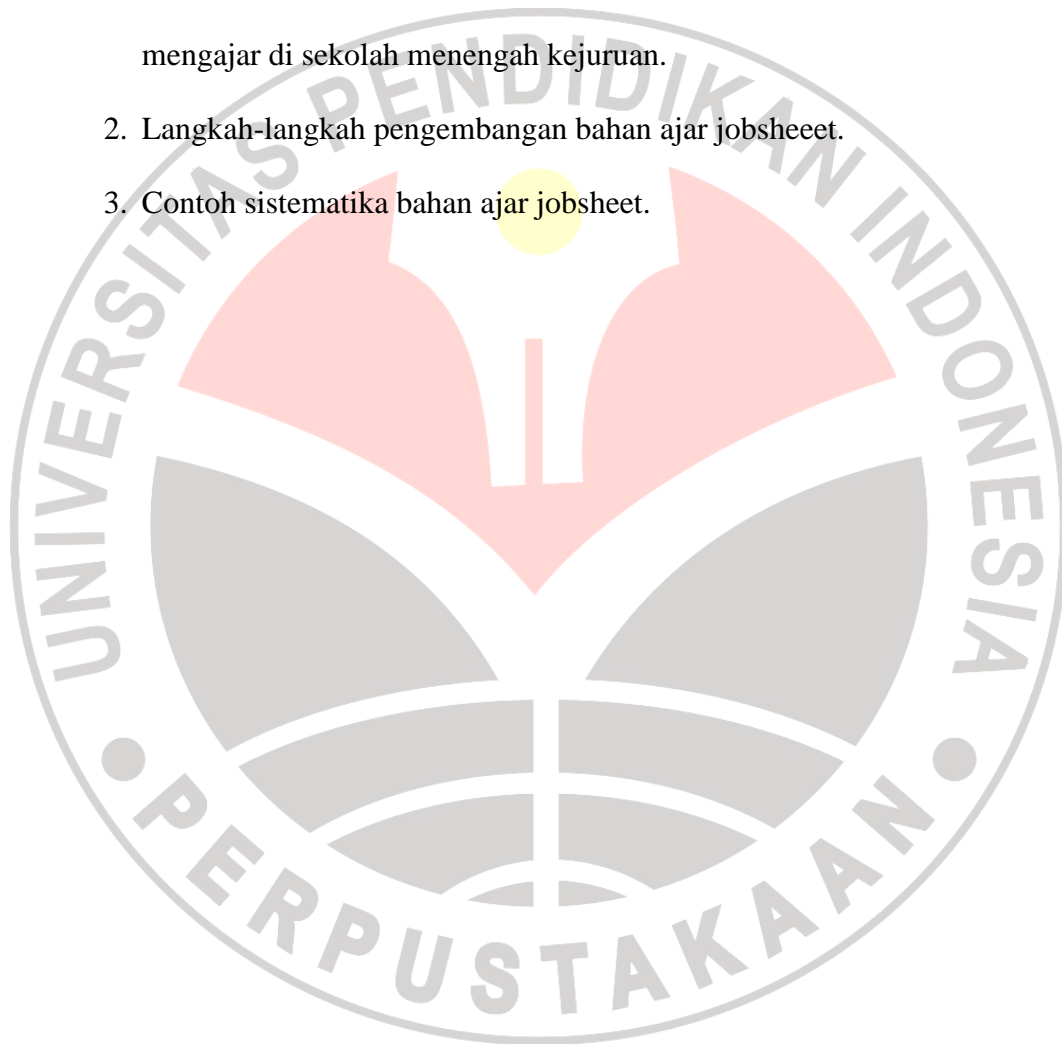 mengajar di sekolah menengah kejuruan.
2. Langkah-langkah pengembangan bahan ajar jobsheeet.
3. Contoh sistematika bahan ajar jobsheet.
UNIVERSITAS PENDIDIKAN INDONESIA
PERPUSTAKAAN